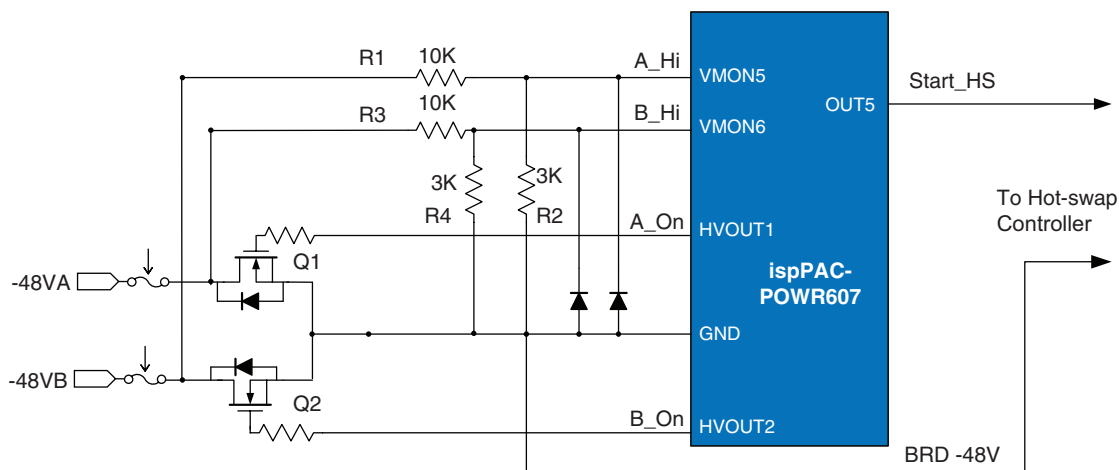 R1
10K
A_Hi
VMON5
Start_HS
OUT5
R3
10K
B_Hi
VMON6
3K
R4
3K
R2
To Hot-swap
Controller
A_On
HVOUT1
Q1
-48VA
ispPAC-
POWR607
GND
-48VB
Q2
B_On
HVOUT2
BRD -48V